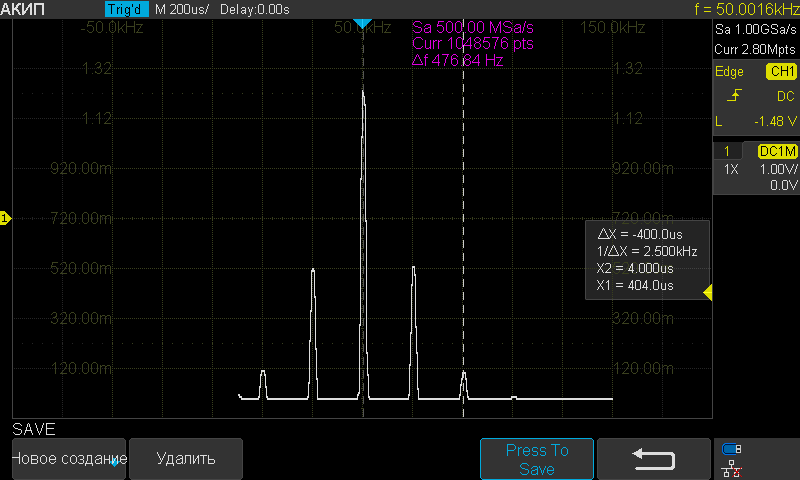 АКИП Trig'd M 200us/ Delay:0.00s f = 50.0016kHz
-50.0kHz 50.0kHz 150.0kHz
Sa 500.00 MSa/s
Curr 1048576 pts
Δf 476.84 Hz
Sa 1.00GSa/s
Curr 2.80Mpts
Edge CH1
DC
L -1.48 V
1 DC1M
1X 1.00V/
0.0V
1.32 1.32
1.12 1.12
920.00m 920.00m
720.00m 720.00m
520.00m 520.00m
320.00m 320.00m
120.00m 120.00m
1
ΔX = -400.0us
1/ΔX = 2.500kHz
X2 = 4.000us
X1 = 404.0us
SAVE
Новое создание
Удалить
Press To
Save